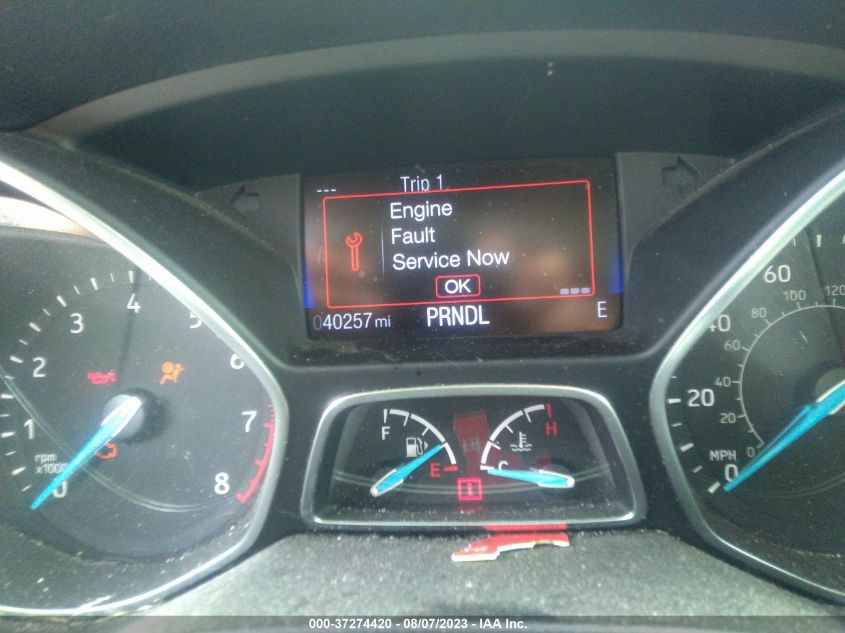 --- Trip 1
Engine
Fault
Service Now
OK
040257 mi PRNDL E
0 1 2 3 4 5 6 7 8
rpm
x1000
F E
C H
0 20 40 60
0 20 40 60 80 100 120
MPH
000-37274420 - 08/07/2023 - IAA Inc.